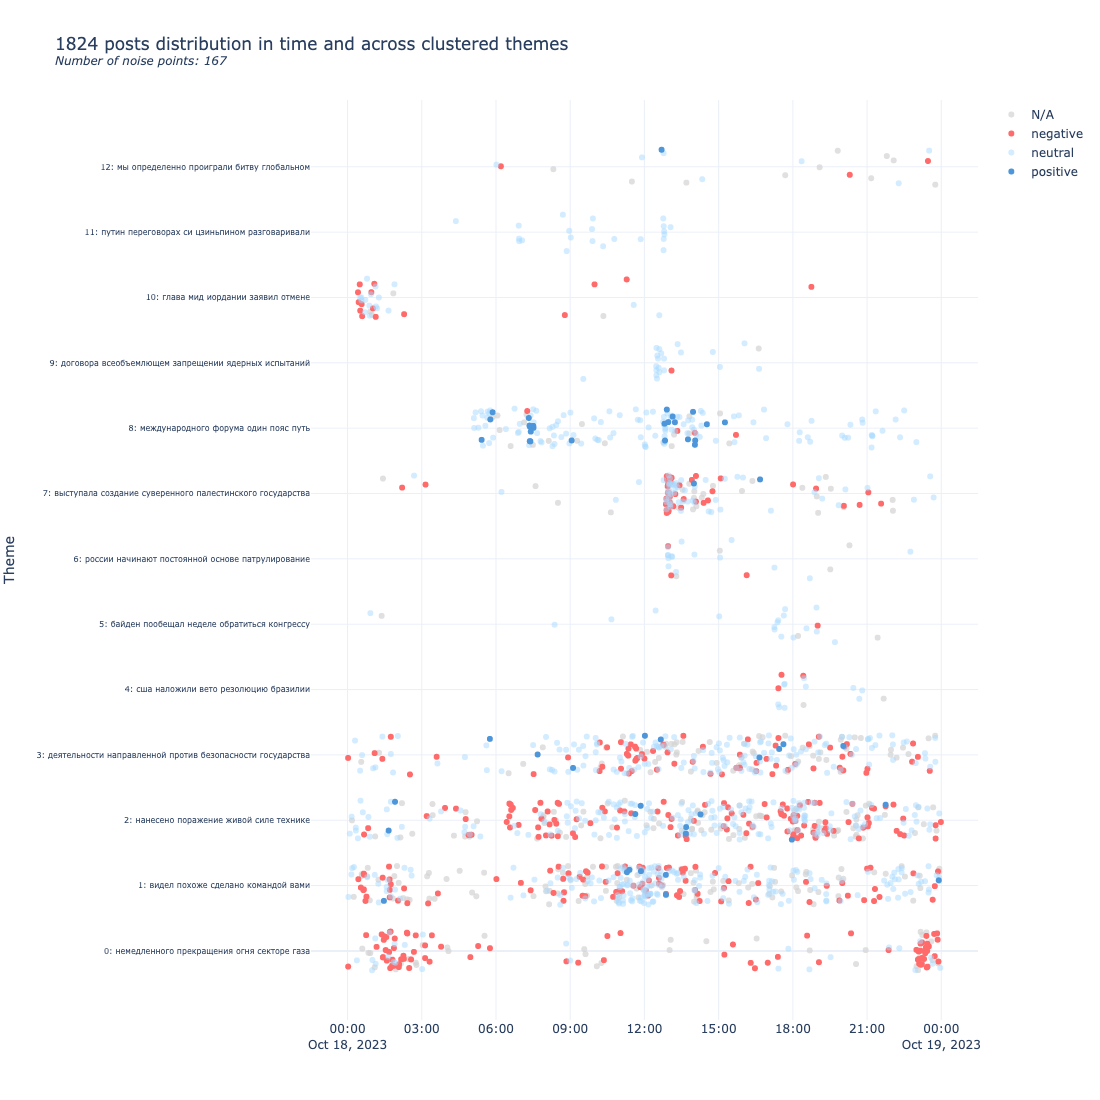 1824 posts distribution in time and across clustered themes
Number of noise points: 167
N/A
negative
neutral
positive
12: мы определенно проиграли битву глобальном
11: путин переговорах си цзиньпином разговаривали
10: глава мид иордании заявил отмене
9: договора всеобъемлющем запрещении ядерных испытаний
8: международного форума один пояс путь
7: выступала создание суверенного палестинского государства
6: россии начинают постоянной основе патрулирование
5: байден пообещал неделе обратиться конгрессу
4: сша наложили вето резолюцию бразилии
3: деятельности направленной против безопасности государства
2: нанесено поражение живой силе технике
1: видел похоже сделано командой вами
0: немедленного прекращения огня секторе газа
Theme
00:00 03:00 06:00 09:00 12:00 15:00 18:00 21:00 00:00
Oct 18, 2023 Oct 19, 2023